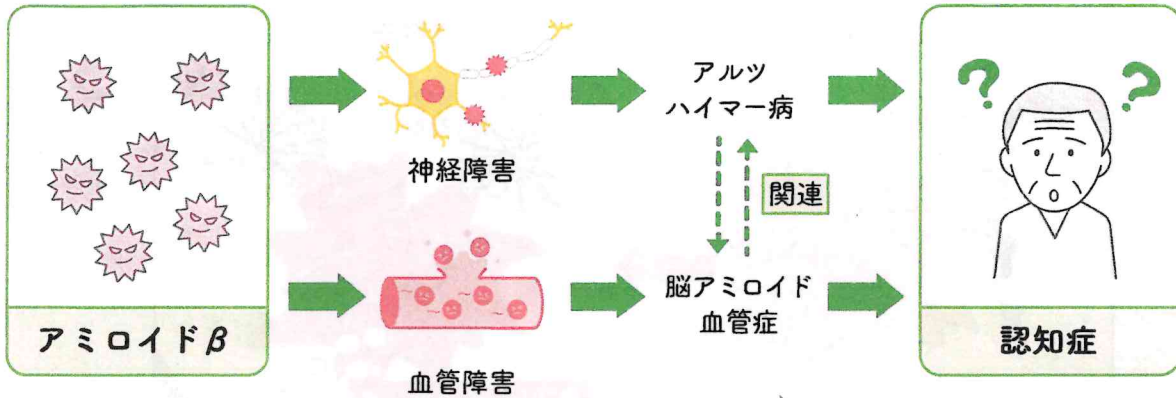 アミロイドβ
神経障害
血管障害
アルツ
ハイマー病
関連
脳アミロイド
血管症
?
?
認知症